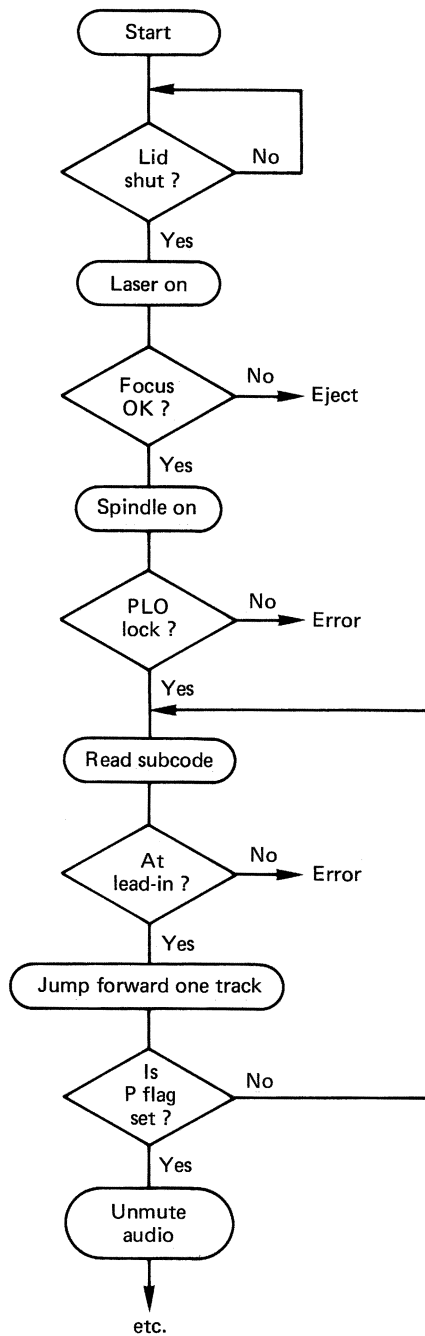 Start
Lid
shut ?
No
Yes
Laser on
Focus
OK ?
No
Eject
Yes
Spindle on
PLO
lock ?
No
Error
Yes
Read subcode
At
lead-in ?
No
Error
Yes
Jump forward one track
Is
P flag
set ?
No
Yes
Unmute
audio
etc.